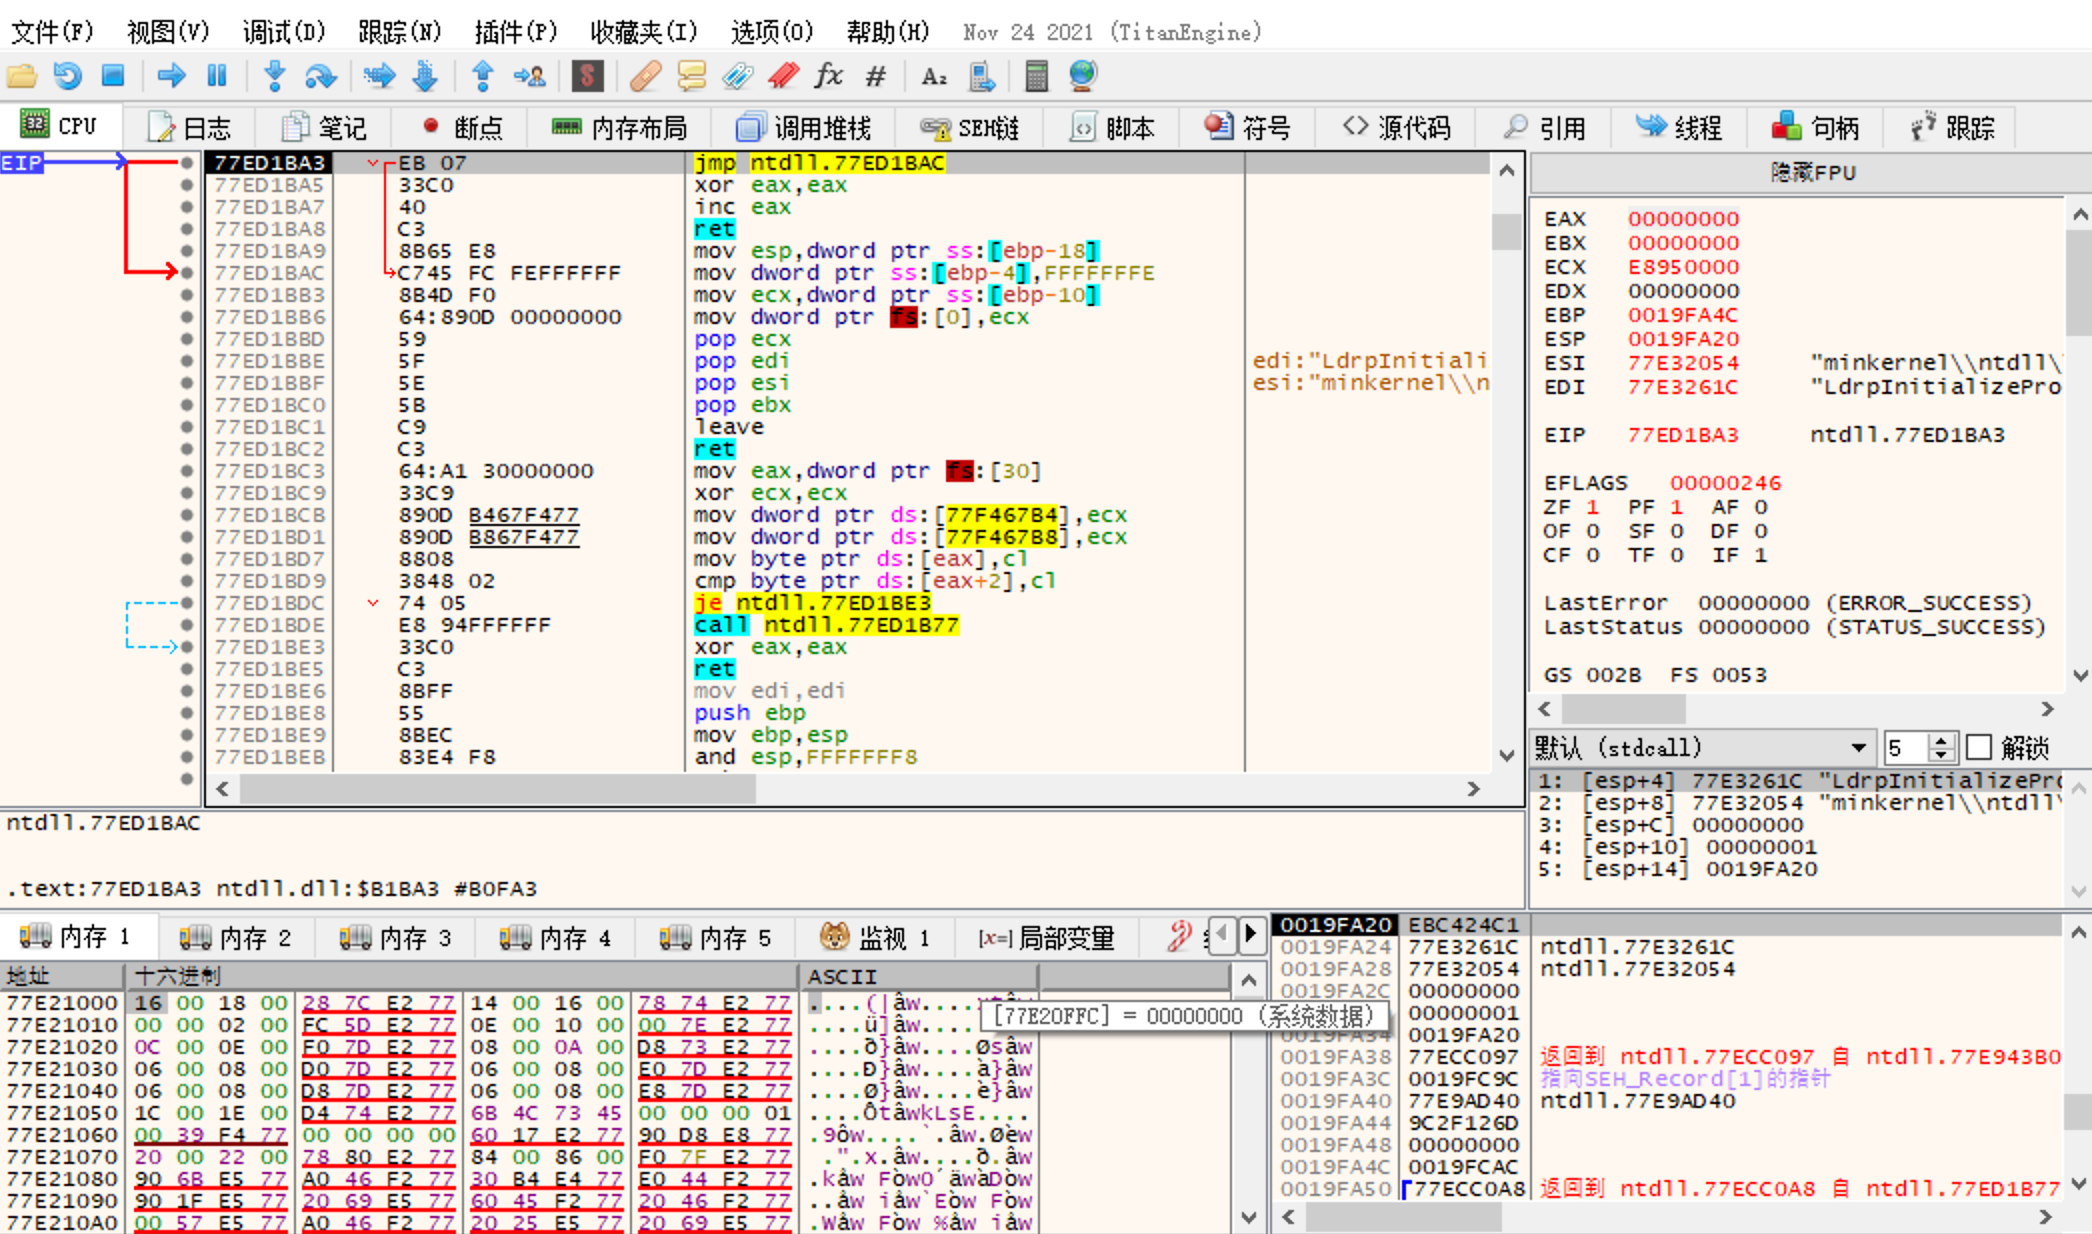 文件(F) 视图(V) 调试(D) 跟踪(N) 插件(P) 收藏夹(I) 选项(O) 帮助(H) Nov 24 2021 (TitanEngine)
CPU 日志 笔记 断点 内存布局 调用堆栈 SEH链 脚本 符号 源代码 引用 线程 句柄 跟踪
EIP 77ED1BA3 EB 07 jmp ntdll.77ED1BAC
77ED1BA5 33C0 xor eax,eax
77ED1BA7 40 inc eax
77ED1BA8 C3 ret
77ED1BA9 8B65 E8 mov esp,dword ptr ss:[ebp-18]
77ED1BAC C745 FC FEFFFFFF mov dword ptr ss:[ebp-4],FFFFFFFE
77ED1BB3 8B4D F0 mov ecx,dword ptr ss:[ebp-10]
77ED1BB6 64:890D 00000000 mov dword ptr fs:[0],ecx
77ED1BBD 59 pop ecx
77ED1BBE 5F pop edi edi:"LdrpInitiali
77ED1BBF 5E pop esi esi:"minkernel\\n
77ED1BC0 5B pop ebx
77ED1BC1 C9 leave
77ED1BC2 C3 ret
77ED1BC3 64:A1 30000000 mov eax,dword ptr fs:[30]
77ED1BC9 33C9 xor ecx,ecx
77ED1BCB 890D B467F477 mov dword ptr ds:[77F467B4],ecx
77ED1BD1 890D B867F477 mov dword ptr ds:[77F467B8],ecx
77ED1BD7 8808 mov byte ptr ds:[eax],cl
77ED1BD9 3848 02 cmp byte ptr ds:[eax+2],cl
77ED1BDC 74 05 je ntdll.77ED1BE3
77ED1BDE E8 94FFFFFF call ntdll.77ED1B77
77ED1BE3 33C0 xor eax,eax
77ED1BE5 C3 ret
77ED1BE6 8BFF mov edi,edi
77ED1BE8 55 push ebp
77ED1BE9 8BEC mov ebp,esp
77ED1BEB 83E4 F8 and esp,FFFFFFF8
隐藏FPU
EAX 00000000
EBX 00000000
ECX E8950000
EDX 00000000
EBP 0019FA4C
ESP 0019FA20
ESI 77E32054 "minkernel\\ntdll\
EDI 77E3261C "LdrpInitializePro
EIP 77ED1BA3 ntdll.77ED1BA3
EFLAGS 00000246
ZF 1 PF 1 AF 0
OF 0 SF 0 DF 0
CF 0 TF 0 IF 1
LastError 00000000 (ERROR_SUCCESS)
LastStatus 00000000 (STATUS_SUCCESS)
GS 002B FS 0053
默认 (stdcall) 5 解锁
1: [esp+4] 77E3261C "LdrpInitializePro
2: [esp+8] 77E32054 "minkernel\\ntdll\
3: [esp+C] 00000000
4: [esp+10] 00000001
5: [esp+14] 0019FA20
ntdll.77ED1BAC
.text:77ED1BA3 ntdll.dll:$B1BA3 #B0FA3
内存 1 内存 2 内存 3 内存 4 内存 5 监视 1 [x=] 局部变量
地址 十六进制 ASCII
77E21000 16 00 18 00 28 7C E2 77 14 00 16 00 78 74 E2 77 ....(|âw....xtâw
77E21010 00 00 02 00 FC 5D E2 77 0E 00 10 00 00 7E E2 77 ....ü]âw....
77E21020 0C 00 0E 00 F0 7D E2 77 08 00 0A 00 D8 73 E2 77 ....ð}âw....Øsâw
77E21030 06 00 08 00 D0 7D E2 77 06 00 08 00 E0 7D E2 77 ....Ð}âw....à}âw
77E21040 06 00 08 00 D8 7D E2 77 06 00 08 00 E8 7D E2 77 ....Ø}âw....è}âw
77E21050 1C 00 1E 00 D4 74 E2 77 6B 4C 73 45 00 00 00 01 ....ÔtâwkLsE....
77E21060 00 39 F4 77 00 00 00 00 60 17 E2 77 90 D8 E8 77 .9ôw....`.âw.Øèw
77E21070 20 00 22 00 78 80 E2 77 84 00 86 00 F0 7F E2 77 .".x.âw....ð.âw
77E21080 90 6B E5 77 A0 46 F2 77 30 B4 E4 77 E0 44 F2 77 .kåw Fòw0´äwàDòw
77E21090 90 1F E5 77 20 69 E5 77 60 45 F2 77 20 46 F2 77 ..åw iåw`Eòw Fòw
77E210A0 00 57 E5 77 A0 46 F2 77 20 25 E5 77 20 69 E5 77 .Wåw Fòw %åw iåw
[77E20FFC] = 00000000 (系统数据)
0019FA20 EBC424C1
0019FA24 77E3261C ntdll.77E3261C
0019FA28 77E32054 ntdll.77E32054
0019FA2C 00000000
00000001
0019FA34 0019FA20
0019FA38 77ECC097 返回到 ntdll.77ECC097 自 ntdll.77E943B0
0019FA3C 0019FC9C 指向SEH_Record[1]的指针
0019FA40 77E9AD40 ntdll.77E9AD40
0019FA44 9C2F126D
0019FA48 00000000
0019FA4C 0019FCAC
0019FA50 77ECC0A8 返回到 ntdll.77ECC0A8 自 ntdll.77ED1B77